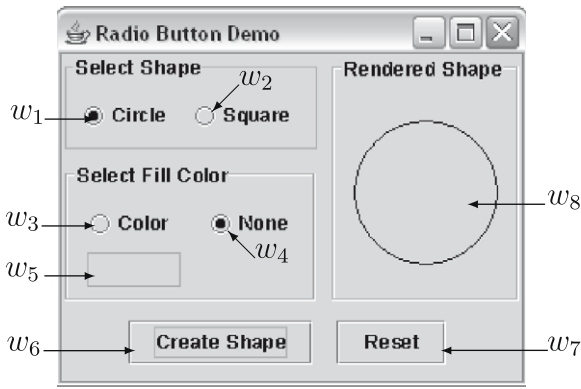 Radio Button Demo
Select Shape
w2
Rendered Shape
w1 Circle Square
Select Fill Color
w8
w3 Color None
w4
w5
w6 Create Shape Reset w7